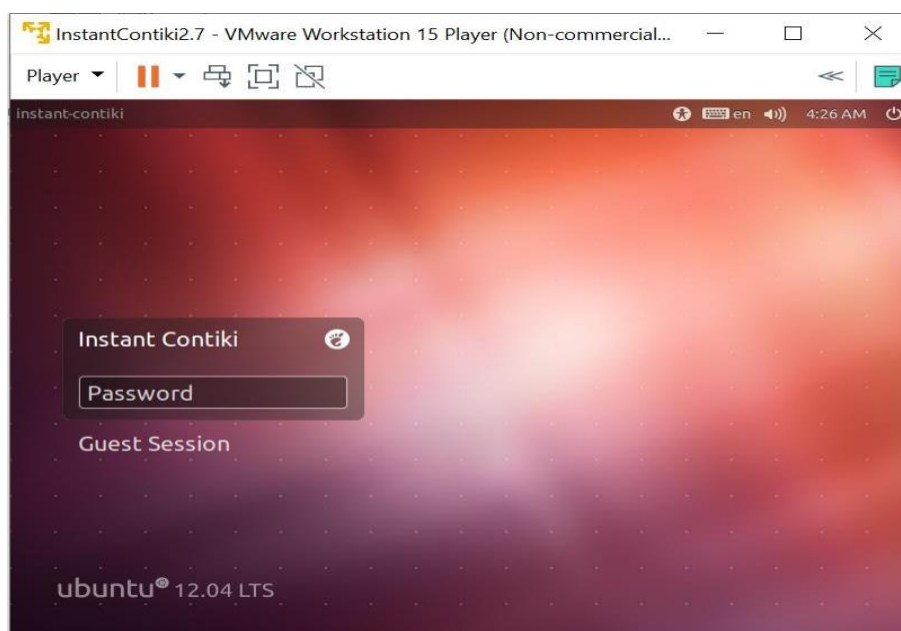 InstantContiki2.7 - VMware Workstation 15 Player (Non-commercial...
Player
instant-contiki en 4:26 AM
Instant Contiki
Password
Guest Session
ubuntu® 12.04 LTS